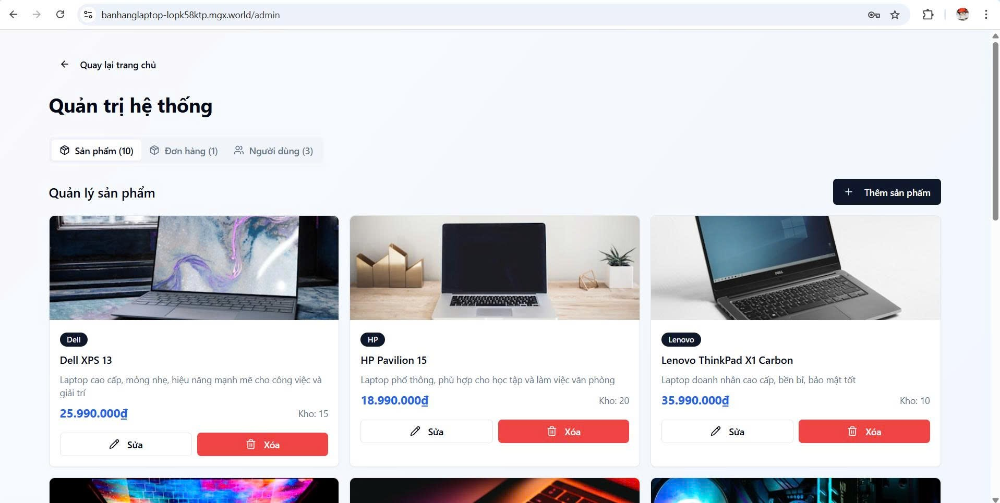 banhanglaptop-lopk58ktp.mgx.world/admin
Quay lại trang chủ
Quản trị hệ thống
Sản phẩm (10) Đơn hàng (1) Người dùng (3)
Quản lý sản phẩm
Thêm sản phẩm
DELL
Dell
Dell XPS 13
Laptop cao cấp, mỏng nhẹ, hiệu năng mạnh mẽ cho công việc và
giải trí
25.990.000₫ Kho: 15
Sửa Xóa
HP
HP Pavilion 15
Laptop phổ thông, phù hợp cho học tập và làm việc văn phòng
18.990.000₫ Kho: 20
Sửa Xóa
Lenovo
Lenovo ThinkPad X1 Carbon
Laptop doanh nhân cao cấp, bền bỉ, bảo mật tốt
35.990.000₫ Kho: 10
Sửa Xóa